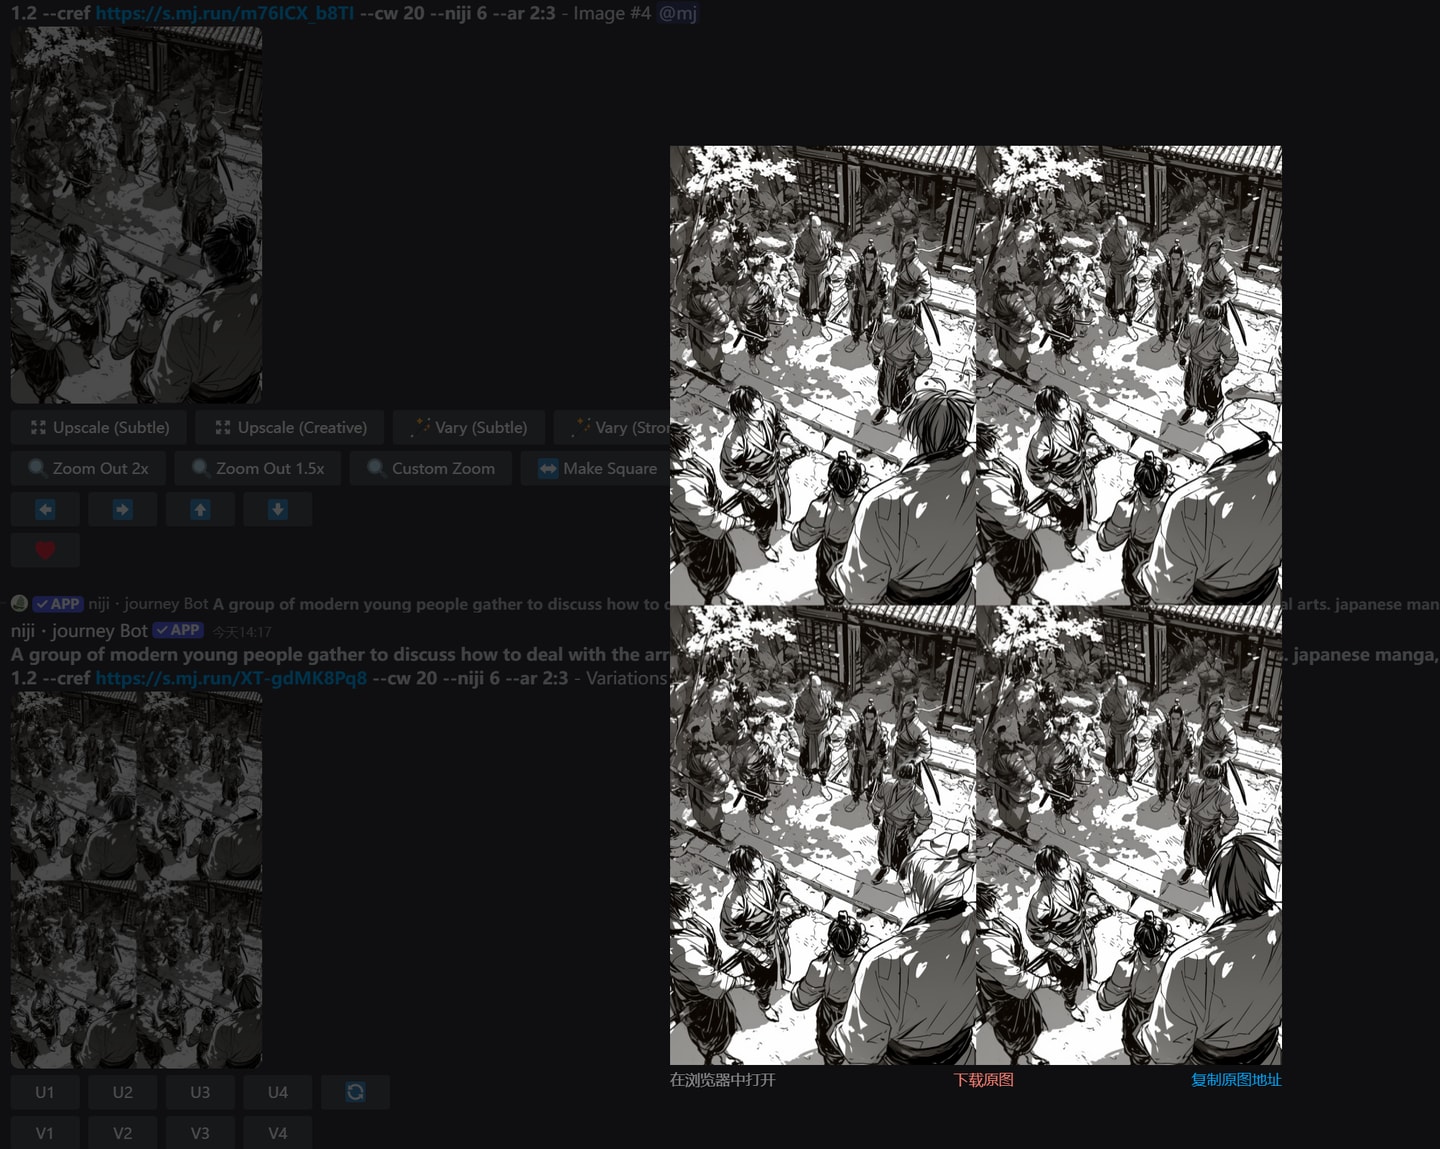 1.2 --cref https://s.mj.run/m76ICX_b8TI --cw 20 --niji 6 --ar 2:3 - Image #4 @mj
Upscale (Subtle) Upscale (Creative) Vary (Subtle) Vary (Stro
Zoom Out 2x Zoom Out 1.5x Custom Zoom Make Square
APP niji・journey Bot A group of modern young people gather to discuss how to al arts. japanese man
niji・journey Bot APP 今天14:17
A group of modern young people gather to discuss how to deal with the arr . japanese manga,
1.2 --cref https://s.mj.run/XT-gdMK8Pq8 --cw 20 --niji 6 --ar 2:3 - Variations
U1 U2 U3 U4
V1 V2 V3 V4
在浏览器中打开 下载原图 复制原图地址